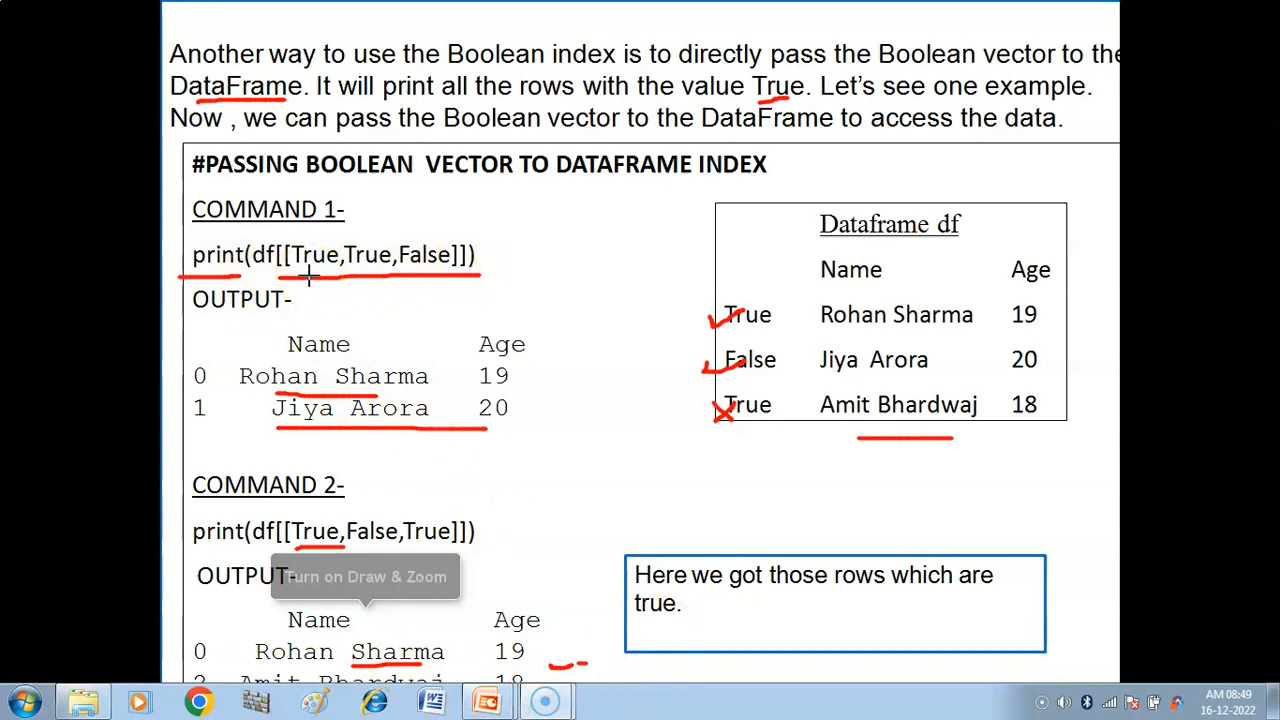 Another way to use the Boolean index is to directly pass the Boolean vector to the
DataFrame. It will print all the rows with the value True. Let’s see one example.
Now , we can pass the Boolean vector to the DataFrame to access the data.
#PASSING BOOLEAN VECTOR TO DATAFRAME INDEX
COMMAND 1-
print(df[[True,True,False]])
OUTPUT-
Name Age
0 Rohan Sharma 19
1 Jiya Arora 20
Dataframe df
Name Age
True Rohan Sharma 19
False Jiya Arora 20
True Amit Bhardwaj 18
COMMAND 2-
print(df[[True,False,True]])
OUTPUT-
Turn on Draw & Zoom
Name Age
0 Rohan Sharma 19
2 Amit Bhardwaj 18
Here we got those rows which are
true.
AM 08:49
16-12-2022